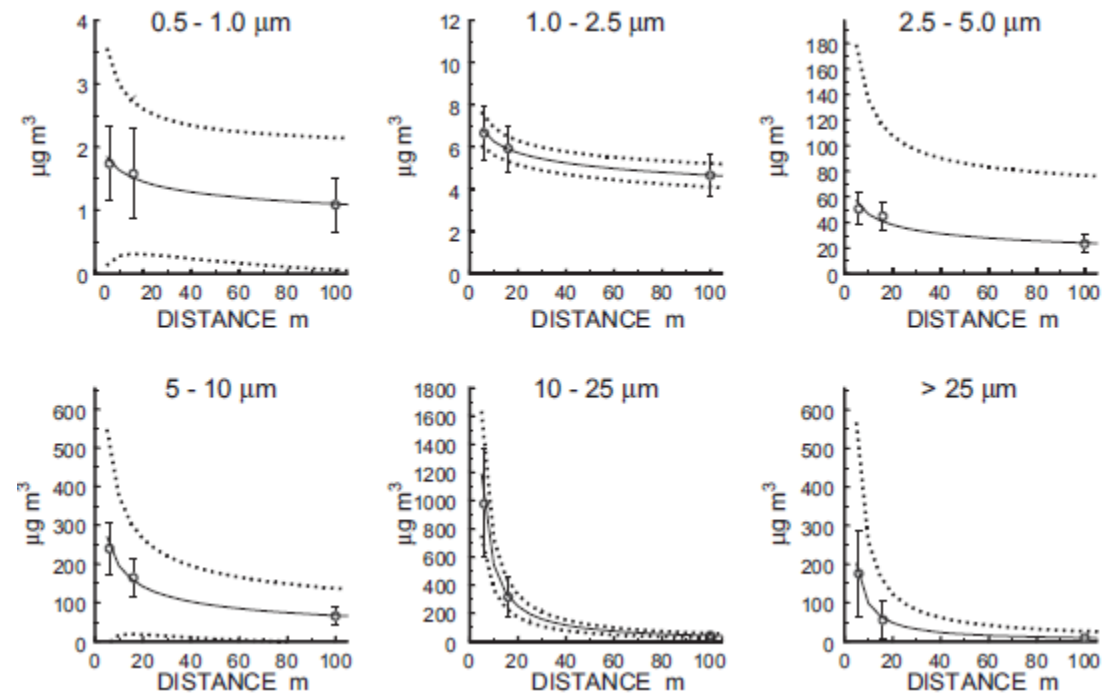 0.5 - 1.0 μm
4
3
2
1
0
μg m³
0 20 40 60 80 100
DISTANCE m
1.0 - 2.5 μm
12
10
8
6
4
2
0
μg m³
0 20 40 60 80 100
DISTANCE m
2.5 - 5.0 μm
180
160
140
120
100
80
60
40
20
0
μg m³
0 20 40 60 80 100
DISTANCE m
5 - 10 μm
600
500
400
300
200
100
0
μg m³
0 20 40 60 80 100
DISTANCE m
10 - 25 μm
1800
1600
1400
1200
1000
800
600
400
200
0
μg m³
0 20 40 60 80 100
DISTANCE m
> 25 μm
600
500
400
300
200
100
0
μg m³
0 20 40 60 80 100
DISTANCE m